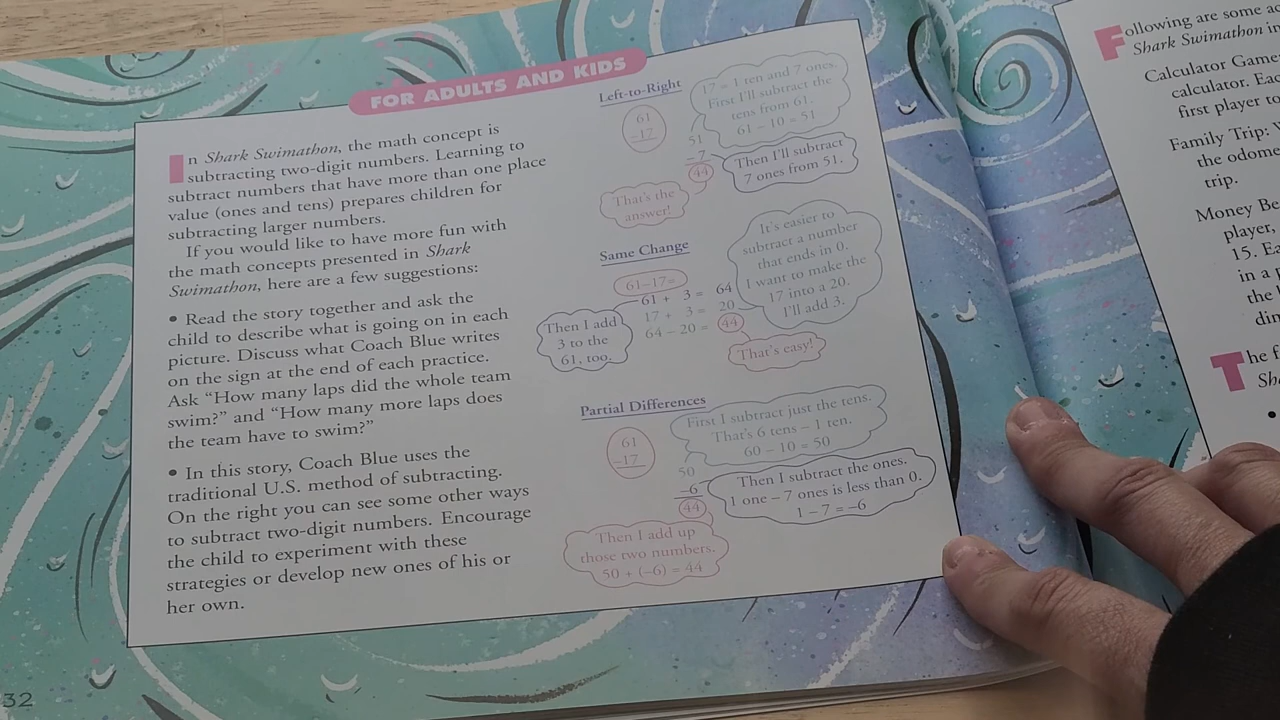 FOR ADULTS AND KIDS
In Shark Swimathon, the math concept is
subtracting two-digit numbers. Learning to
subtract numbers that have more than one place
value (ones and tens) prepares children for
subtracting larger numbers.
If you would like to have more fun with
the math concepts presented in Shark
Swimathon, here are a few suggestions:
• Read the story together and ask the
child to describe what is going on in each
picture. Discuss what Coach Blue writes
on the sign at the end of each practice.
Ask “How many laps did the whole team
swim?” and “How many more laps does
the team have to swim?”
• In this story, Coach Blue uses the
traditional U.S. method of subtracting.
On the right you can see some other ways
to subtract two-digit numbers. Encourage
the child to experiment with these
strategies or develop new ones of his or
her own.
Left-to-Right
61
–17
17 = 1 ten and 7 ones.
First I'll subtract the
tens from 61.
61 – 10 = 51
51
–7
44
Then I'll subtract
7 ones from 51.
That's the
answer!
Same Change
61–17=
61 + 3 = 64
17 + 3 = 20
64 – 20 = 44
It's easier to
subtract a number
that ends in 0.
I want to make the
17 into a 20.
I'll add 3.
Then I add
3 to the
61, too.
That's easy!
Partial Differences
61
–17
First I subtract just the tens.
That's 6 tens – 1 ten.
60 – 10 = 50
50
–6
44
Then I subtract the ones.
1 one – 7 ones is less than 0.
1 – 7 = –6
Then I add up
those two numbers.
50 + (–6) = 44
32
Following are some
Shark Swimathon in
Calculator Game
calculator. Eac
first player to
Family Trip:
the odome
trip.
Money Be
player,
15. Ea
in a
the
din
The f
Sha
•